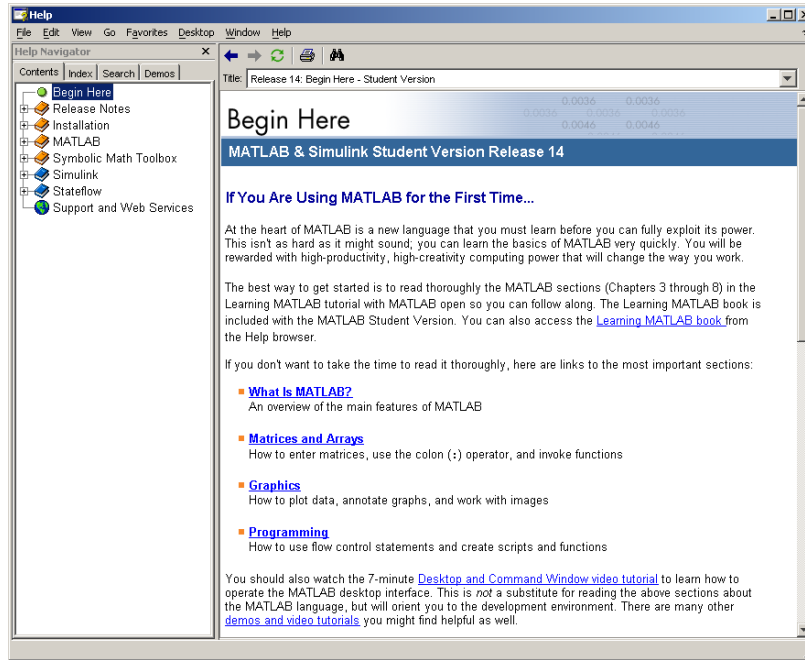 Help
File Edit View Go Favorites Desktop Window Help
Help Navigator
Contents Index Search Demos
Begin Here
Release Notes
Installation
MATLAB
Symbolic Math Toolbox
Simulink
Stateflow
Support and Web Services
Title: Release 14: Begin Here - Student Version
0.0036 0.0036
0.0036 0.0036 0.0036
0.0046 0.0046
Begin Here
MATLAB & Simulink Student Version Release 14
If You Are Using MATLAB for the First Time...
At the heart of MATLAB is a new language that you must learn before you can fully exploit its power.
This isn't as hard as it might sound; you can learn the basics of MATLAB very quickly. You will be
rewarded with high-productivity, high-creativity computing power that will change the way you work.
The best way to get started is to read thoroughly the MATLAB sections (Chapters 3 through 8) in the
Learning MATLAB tutorial with MATLAB open so you can follow along. The Learning MATLAB book is
included with the MATLAB Student Version. You can also access the Learning MATLAB book from
the Help browser.
If you don't want to take the time to read it thoroughly, here are links to the most important sections:
What Is MATLAB?
An overview of the main features of MATLAB
Matrices and Arrays
How to enter matrices, use the colon (:) operator, and invoke functions
Graphics
How to plot data, annotate graphs, and work with images
Programming
How to use flow control statements and create scripts and functions
You should also watch the 7-minute Desktop and Command Window video tutorial to learn how to
operate the MATLAB desktop interface. This is not a substitute for reading the above sections about
the MATLAB language, but will orient you to the development environment. There are many other
demos and video tutorials you might find helpful as well.